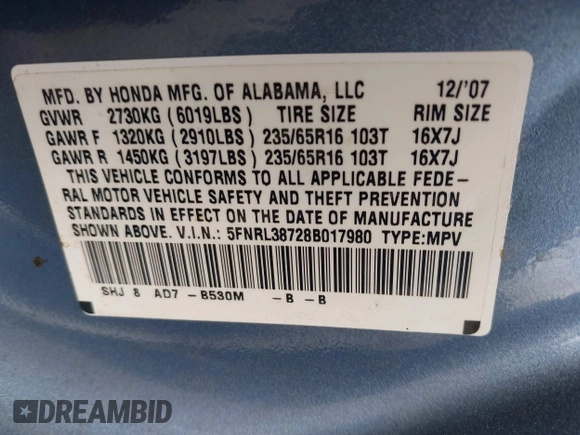 MFD. BY HONDA MFG. OF ALABAMA, LLC 12/'07
GVWR 2730KG (6019LBS) TIRE SIZE RIM SIZE
GAWR F 1320KG (2910LBS) 235/65R16 103T 16X7J
GAWR R 1450KG (3197LBS) 235/65R16 103T 16X7J
THIS VEHICLE CONFORMS TO ALL APPLICABLE FEDE-
RAL MOTOR VEHICLE SAFETY AND THEFT PREVENTION
STANDARDS IN EFFECT ON THE DATE OF MANUFACTURE
SHOWN ABOVE. V.I.N.: 5FNRL38728B017980 TYPE:MPV
SHJ 8 AD7 -B530M -B -B
DREAMBID